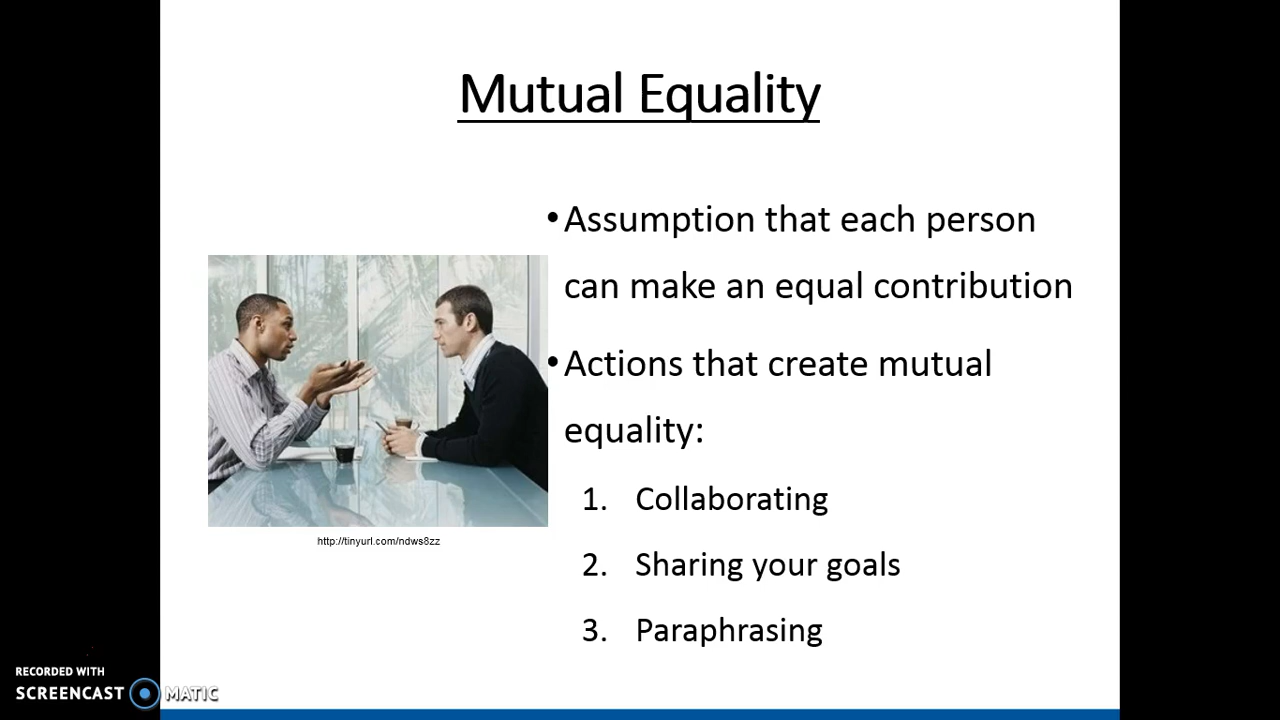 Mutual Equality
•Assumption that each person
can make an equal contribution
•Actions that create mutual
equality:
1. Collaborating
2. Sharing your goals
3. Paraphrasing
http://tinyurl.com/ndws8zz
RECORDED WITH
SCREENCAST MATIC